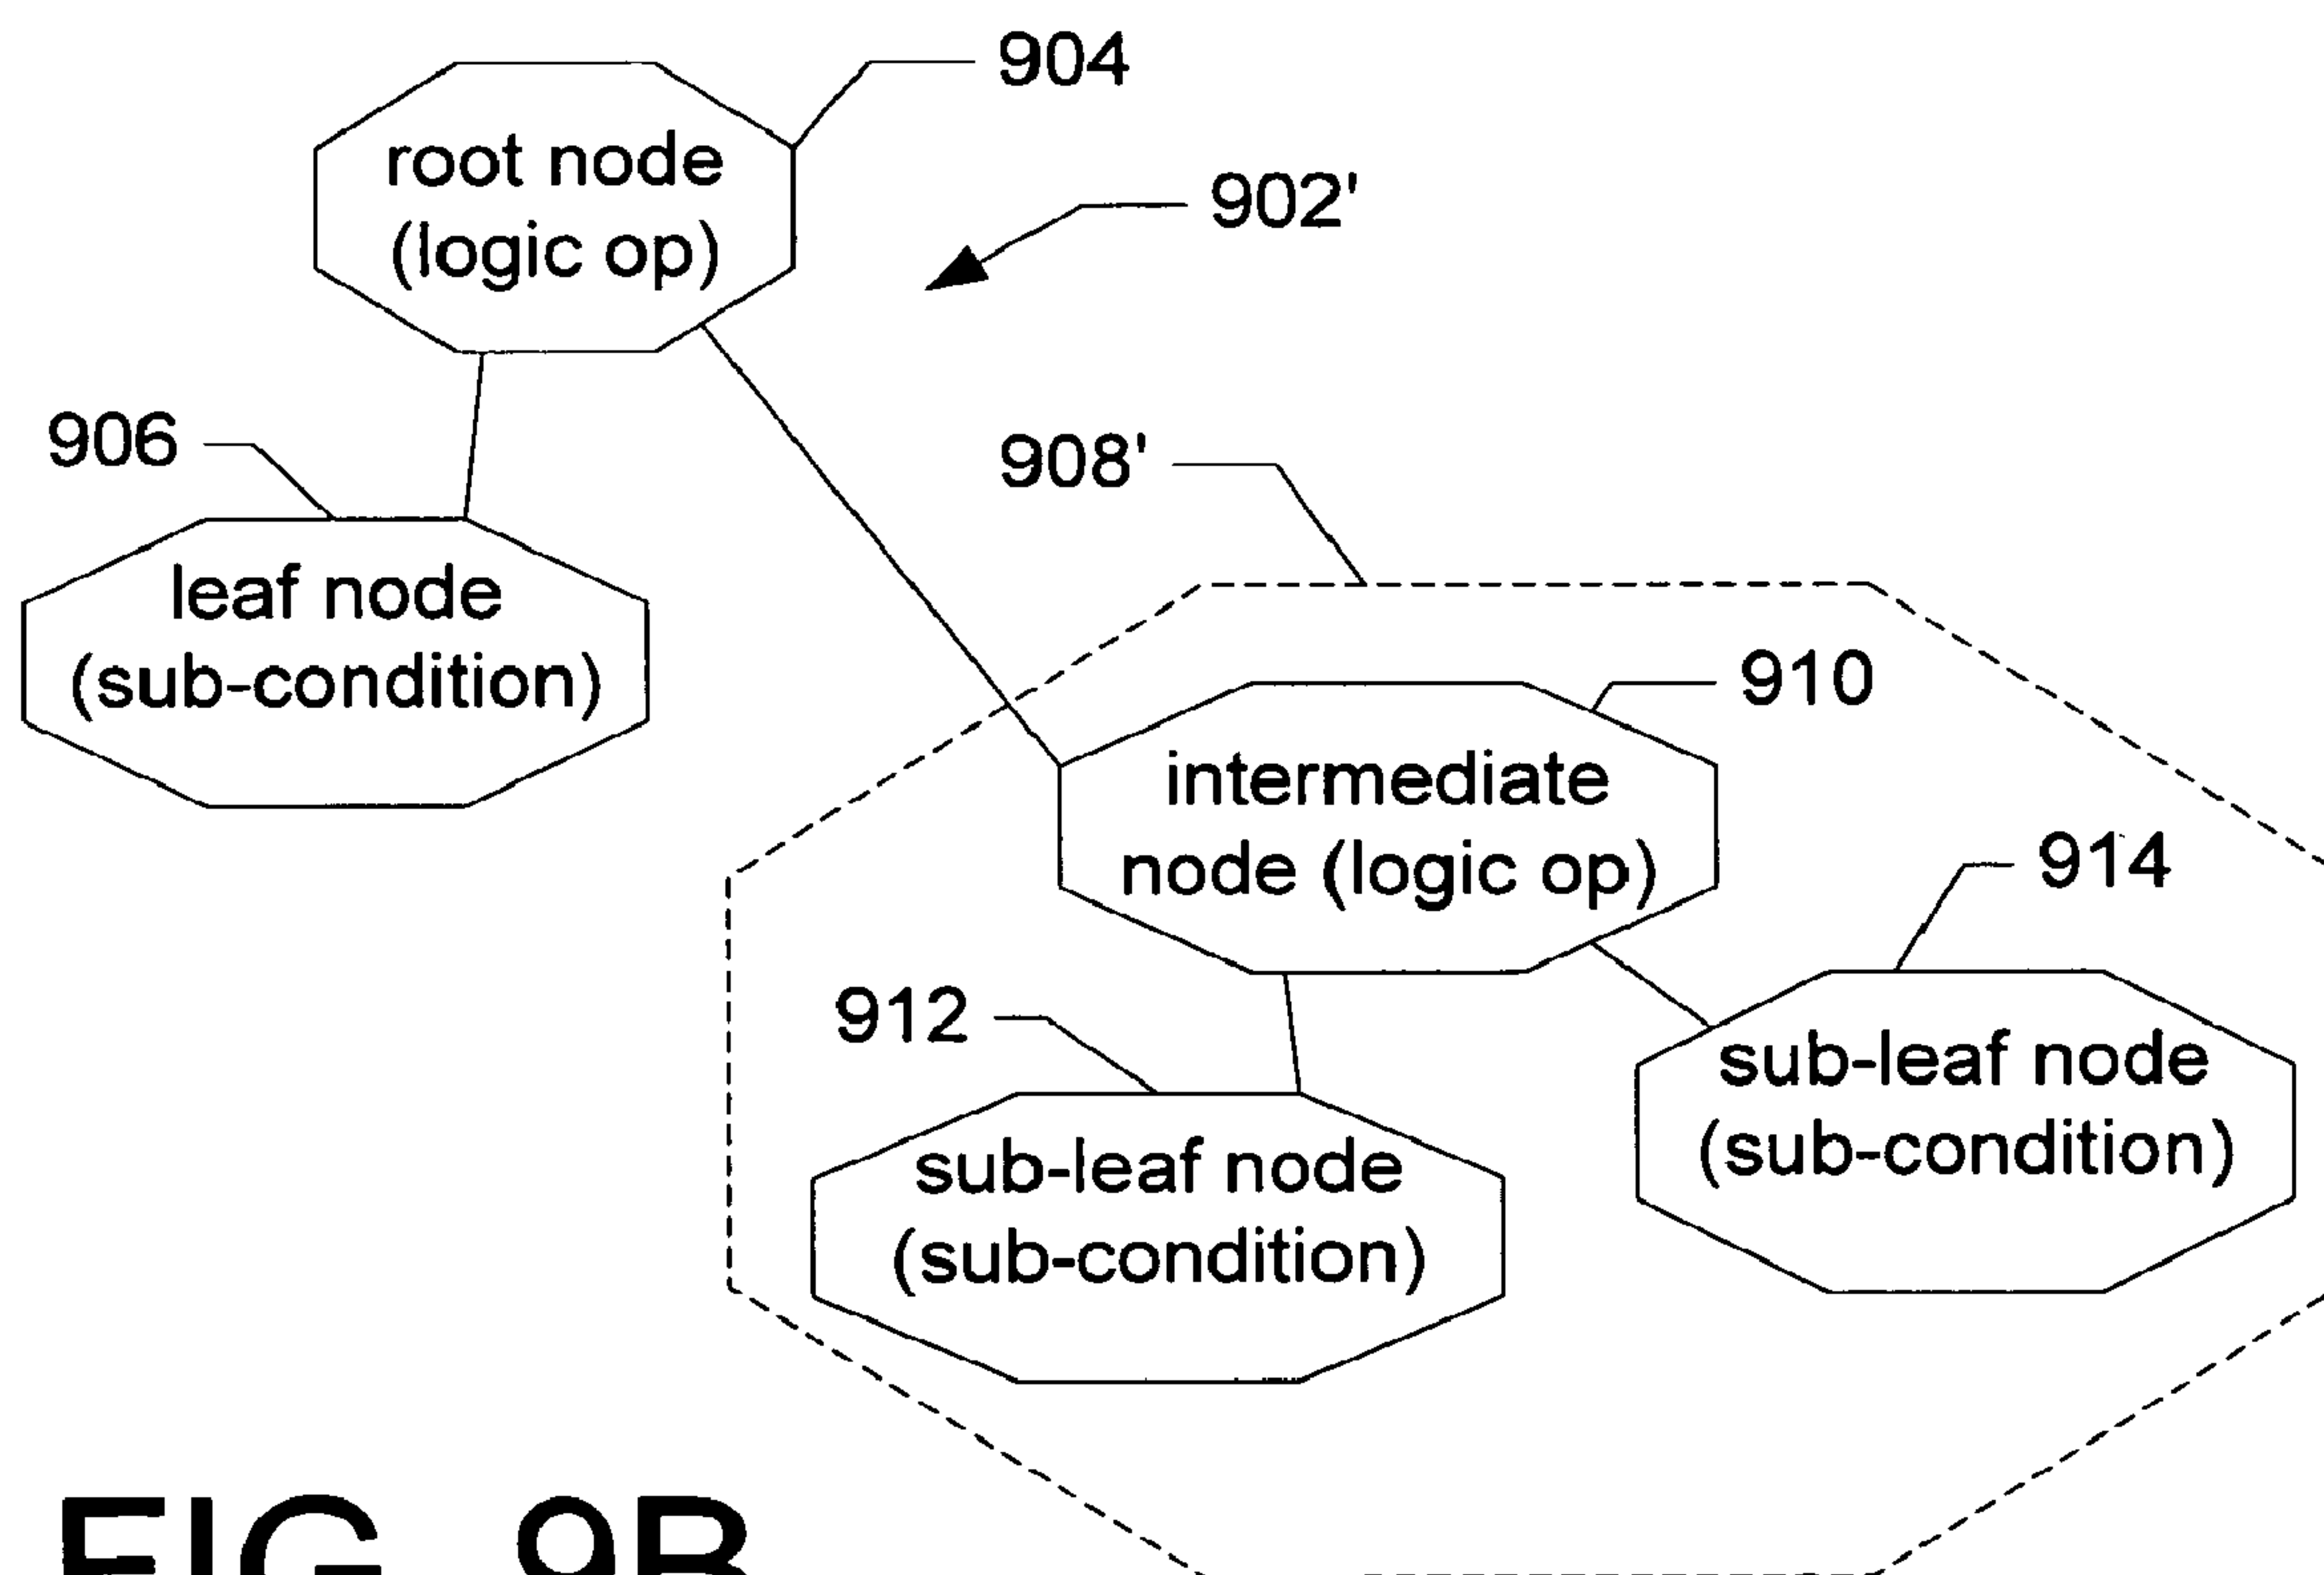 904
root node
(logic op)
902'
906
908'
leaf node
(sub-condition)
910
intermediate
node (logic op)
914
912
sub-leaf node
(sub-condition)
sub-leaf node
(sub-condition)
FIG. 9B